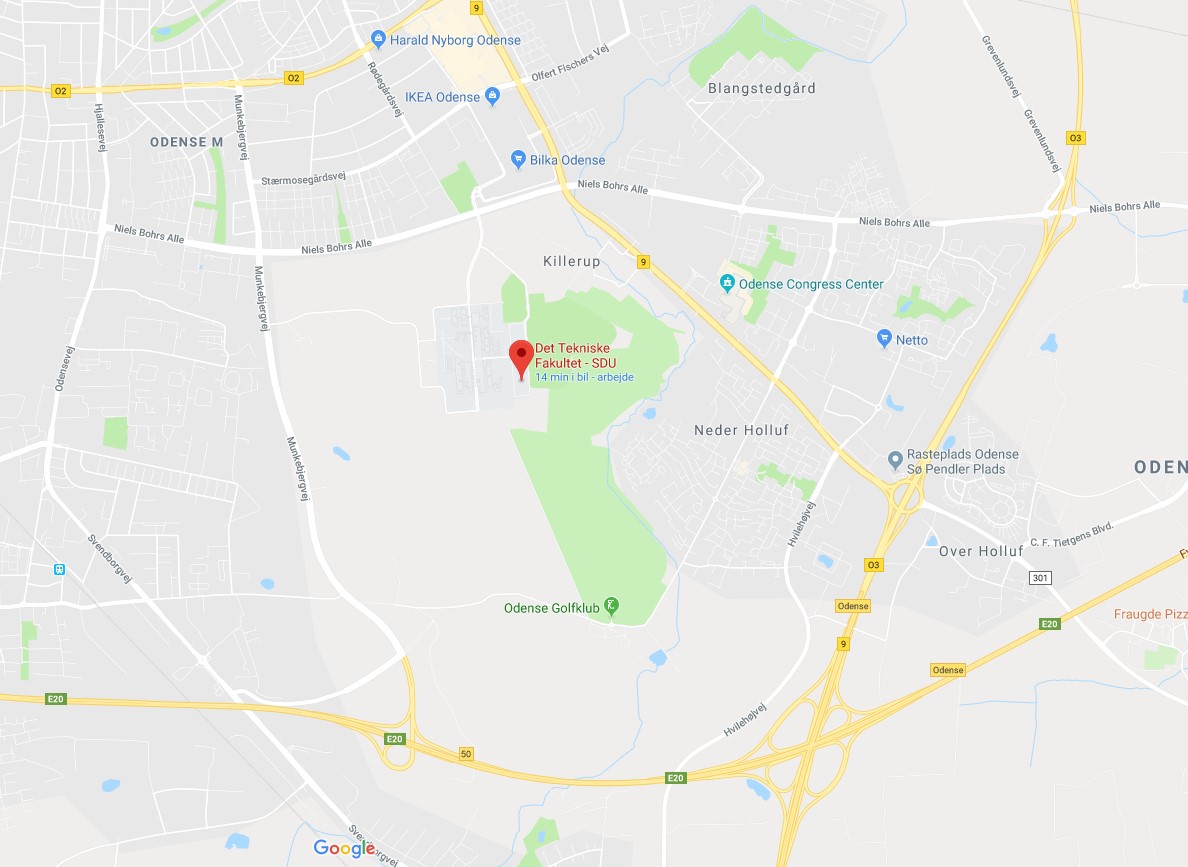 9
Harald Nyborg Odense
Olfert Fischers Vej
Rødegårdsvej
O2
O2
IKEA Odense
Blangstedgård
Grevenlundsvej
Grevenlundsvej
O3
Hjallesevej
Munkebjergvej
ODENSE M
Bilka Odense
Stærmosegårdsvej
Niels Bohrs Alle
Niels Bohrs Alle
Niels Bohrs Alle
Niels Bohrs Alle
Niels Bohrs Alle
Killerup
9
Munkebjergvej
Odense Congress Center
Netto
Det Tekniske
Fakultet - SDU
14 min i bil - arbejde
Odensevej
Neder Holluf
Munkebjergvej
Rasteplads Odense
Sø Pendler Plads
ODEN
Hvilehøjvej
C. F. Tietgens Blvd.
Over Holluf
Svendborgvej
O3
301
Odense
Odense Golfklub
Fraugde Pizz
E20
9
Odense
E20
Hvilehøjvej
E20
50
E20
Google